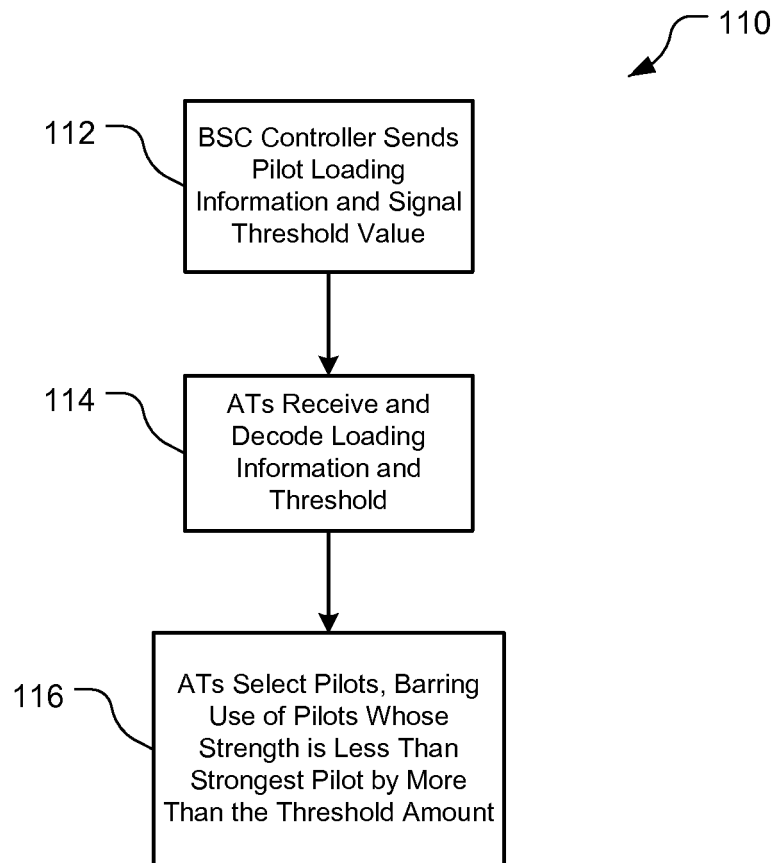 110
112
BSC Controller Sends
Pilot Loading
Information and Signal
Threshold Value
114
ATs Receive and
Decode Loading
Information and
Threshold
116
ATs Select Pilots, Barring
Use of Pilots Whose
Strength is Less Than
Strongest Pilot by More
Than the Threshold Amount